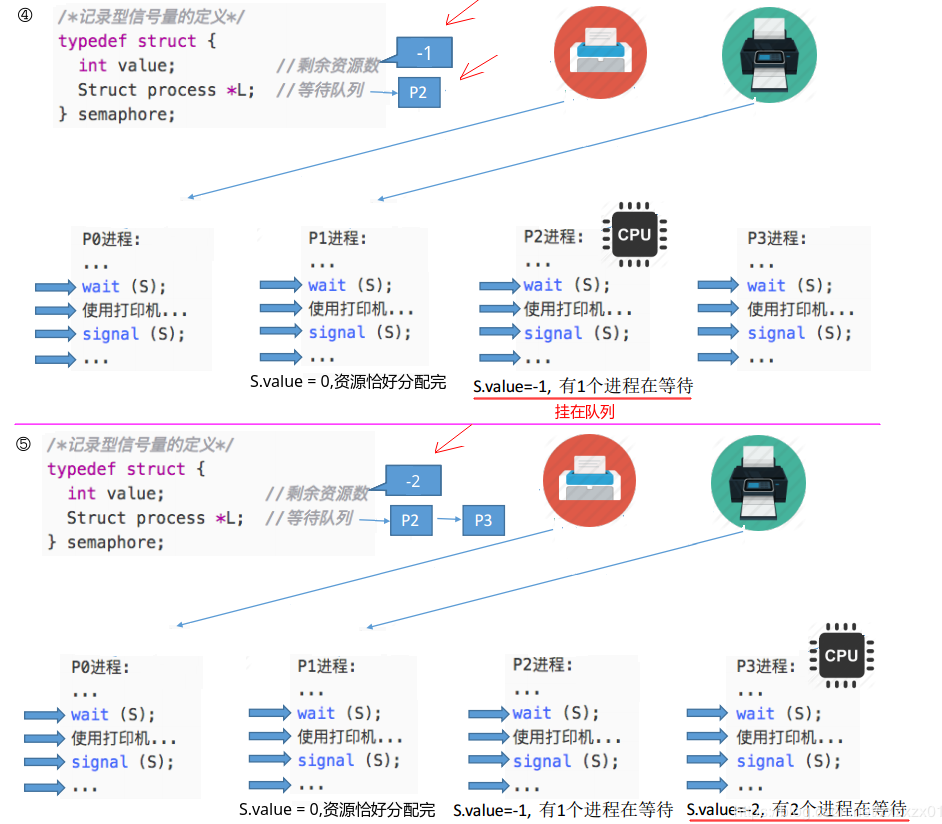 ④
/*记录型信号量的定义*/
typedef struct {
int value; //剩余资源数
-1
Struct process *L; //等待队列
P2
} semaphore;
P0进程:
...
wait (S);
使用打印机...
signal (S);
...
P1进程:
...
wait (S);
使用打印机...
signal (S);
...
S.value = 0,资源恰好分配完
P2进程:
CPU
...
wait (S);
使用打印机...
signal (S);
...
S.value=-1, 有1个进程在等待
挂在队列
P3进程:
...
wait (S);
使用打印机...
signal (S);
...
⑤
/*记录型信号量的定义*/
typedef struct {
int value; //剩余资源数
-2
Struct process *L; //等待队列
P2
P3
} semaphore;
P0进程:
...
wait (S);
使用打印机...
signal (S);
...
P1进程:
...
wait (S);
使用打印机...
signal (S);
...
S.value = 0,资源恰好分配完
P2进程:
...
wait (S);
使用打印机...
signal (S);
...
S.value=-1, 有1个进程在等待
P3进程:
CPU
...
wait (S);
使用打印机...
signal (S);
...
S.value=-2, 有2个进程在等待